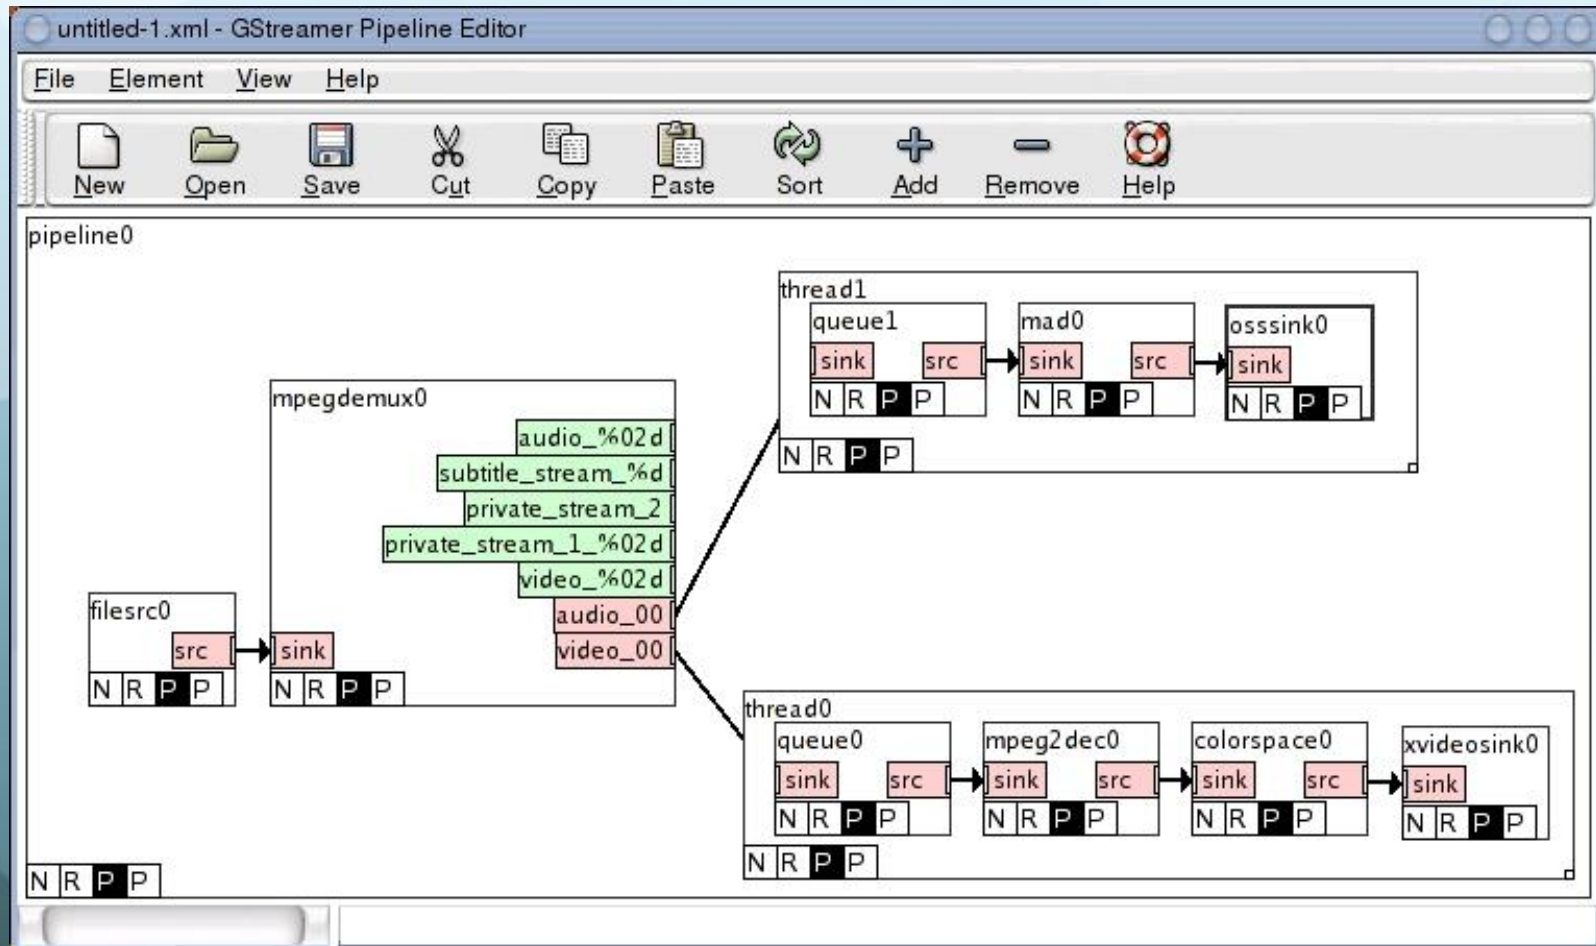 untitled-1.xml - GStreamer Pipeline Editor
File Element View Help
New Open Save Cut Copy Paste Sort Add Remove Help
pipeline0
thread1
queue1 mad0 osssink0
sink src sink src sink
N R P P N R P P N R P P
N R P P
mpegdemux0
audio_%02d
subtitle_stream_%d
private_stream_2
private_stream_1_%02d
video_%02d
audio_00
video_00
sink
N R P P
filesrc0
src
N R P P
thread0
queue0 mpeg2dec0 colorspace0 xvideosink0
sink src sink src sink src sink
N R P P N R P P N R P P N R P P
N R P P
N R P P